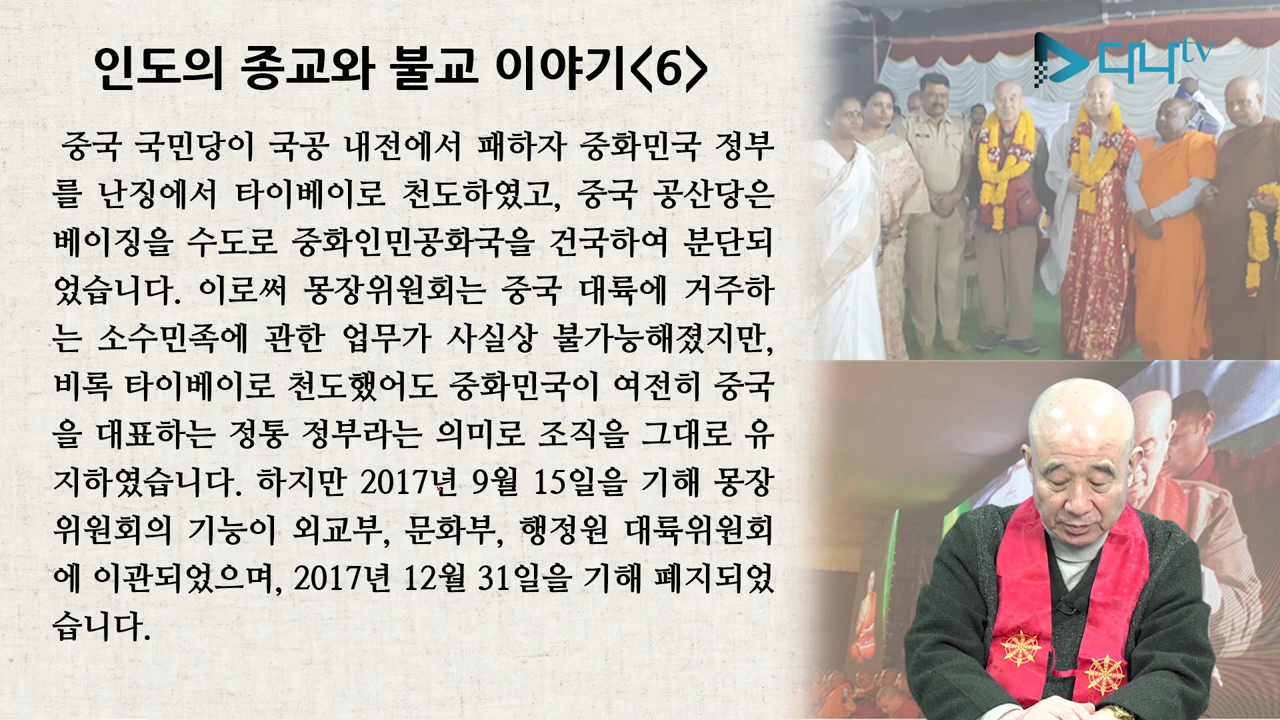 인도의 종교와 불교 이야기<6>
다나tv
중국 국민당이 국공 내전에서 패하자 중화민국 정부
를 난징에서 타이베이로 천도하였고, 중국 공산당은
베이징을 수도로 중화인민공화국을 건국하여 분단되
었습니다. 이로써 몽장위원회는 중국 대륙에 거주하
는 소수민족에 관한 업무가 사실상 불가능해졌지만,
비록 타이베이로 천도했어도 중화민국이 여전히 중국
을 대표하는 정통 정부라는 의미로 조직을 그대로 유
지하였습니다. 하지만 2017년 9월 15일을 기해 몽장
위원회의 기능이 외교부, 문화부, 행정원 대륙위원회
에 이관되었으며, 2017년 12월 31일을 기해 폐지되었
습니다.